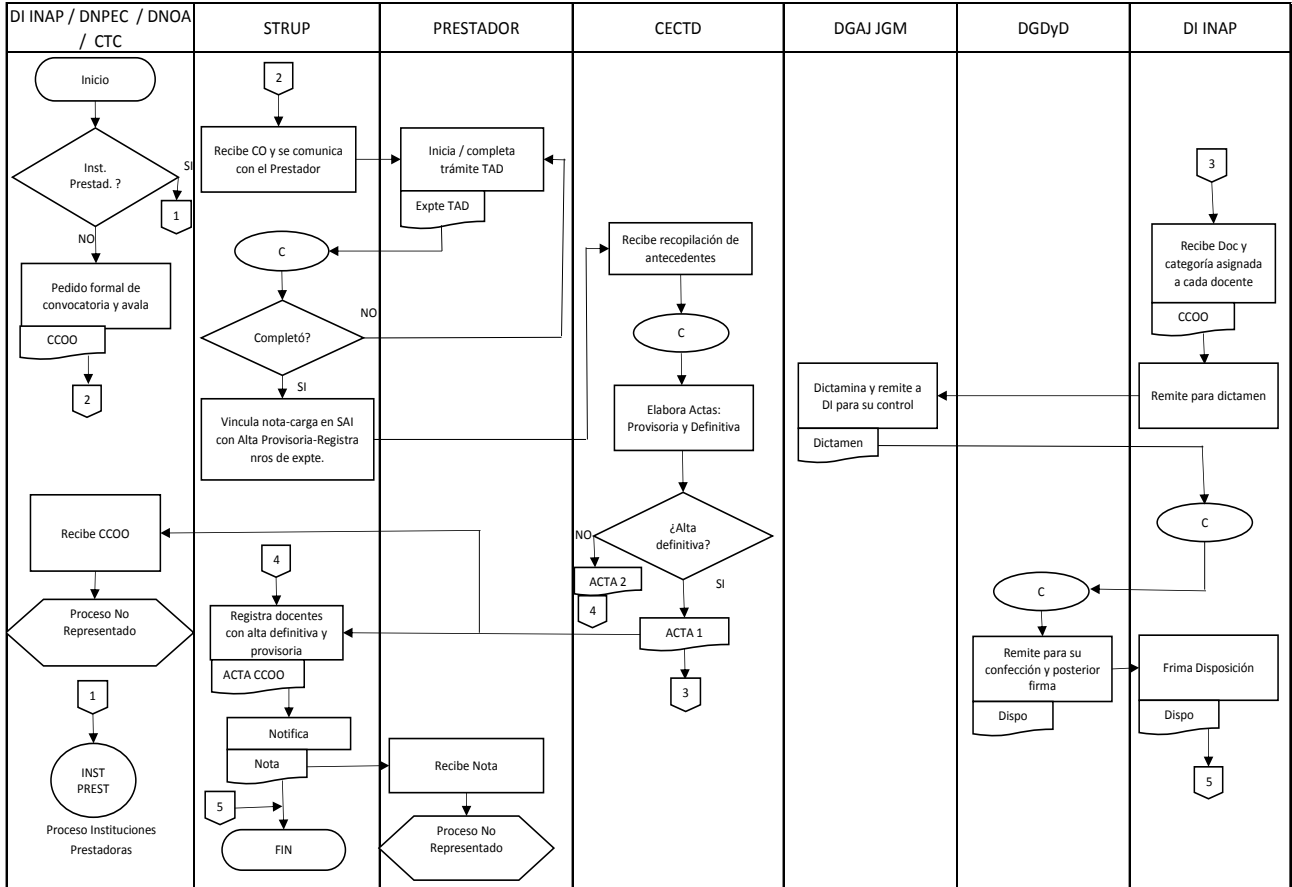 DI INAP / DNPEC / DNOA
/ CTC
STRUP
PRESTADOR
CECTD
DGAJ JGM
DGDyD
DI INAP
Inicio
Inst.
Prestad. ?
SI
1
NO
Pedido formal de
convocatoria y avala
CCOO
2
Recibe CCOO
Proceso No
Representado
1
INST
PREST
Proceso Instituciones
Prestadoras
2
Recibe CO y se comunica
con el Prestador
C
Completó?
NO
SI
Vincula nota-carga en SAI
con Alta Provisoria-Registra
nros de expte.
4
Registra docentes
con alta definitiva y
provisoria
ACTA CCOO
Notifica
Nota
5
FIN
Inicia / completa
trámite TAD
Expte TAD
Recibe Nota
Proceso No
Representado
Recibe recopilación de
antecedentes
C
Elabora Actas:
Provisoria y Definitiva
¿Alta
definitiva?
NO
ACTA 2
4
SI
ACTA 1
3
Dictamina y remite a
DI para su control
Dictamen
C
Remite para su
confección y posterior
firma
Dispo
3
Recibe Doc y
categoría asignada
a cada docente
CCOO
Remite para dictamen
C
Frima Disposición
Dispo
5